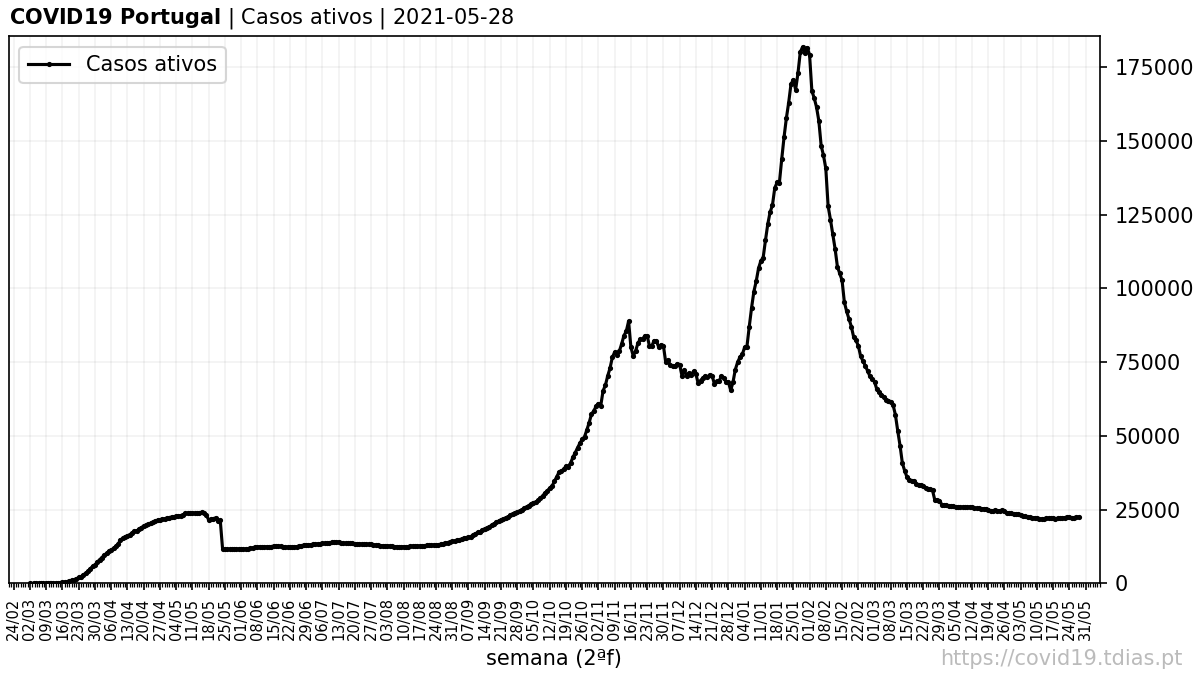 COVID19 Portugal | Casos ativos | 2021-05-28
Casos ativos
175000
150000
125000
100000
75000
50000
25000
0
24/02 02/03 09/03 16/03 23/03 30/03 06/04 13/04 20/04 27/04 04/05 11/05 18/05 25/05 01/06 08/06 15/06 22/06 29/06 06/07 13/07 20/07 27/07 03/08 10/08 17/08 24/08 31/08 07/09 14/09 21/09 28/09 05/10 12/10 19/10 26/10 02/11 09/11 16/11 23/11 30/11 07/12 14/12 21/12 28/12 04/01 11/01 18/01 25/01 01/02 08/02 15/02 22/02 01/03 08/03 15/03 22/03 29/03 05/04 12/04 19/04 26/04 03/05 10/05 17/05 24/05 31/05
semana (2ªf)
https://covid19.tdias.pt